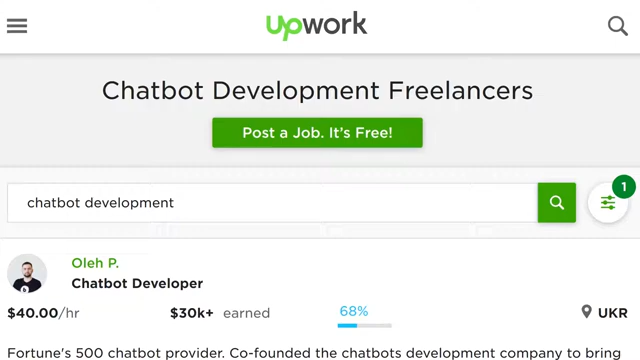 upwork
Chatbot Development Freelancers
Post a Job. It's Free!
1
chatbot development
Oleh P.
Chatbot Developer
$40.00/hr $30k+ earned 68% UKR
Fortune's 500 chatbot provider. Co-founded the chatbots development company to bring